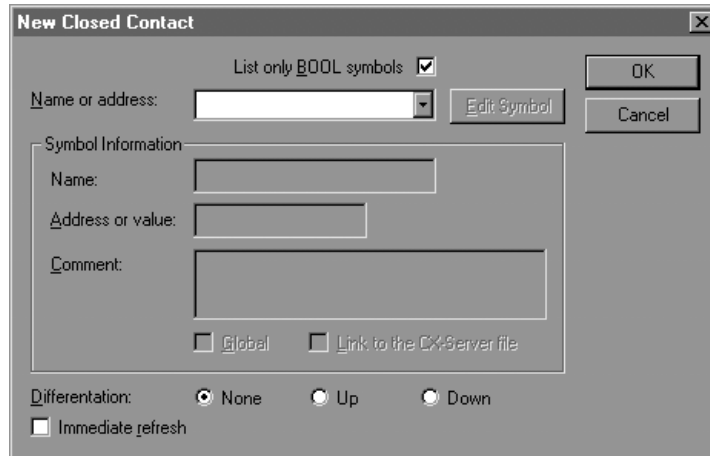 New Closed Contact
List only BOOL symbols
OK
Name or address:
Edit Symbol
Cancel
Symbol Information
Name:
Address or value:
Comment:
Global
Link to the CX-Server file
Differentation:
None
Up
Down
Immediate refresh